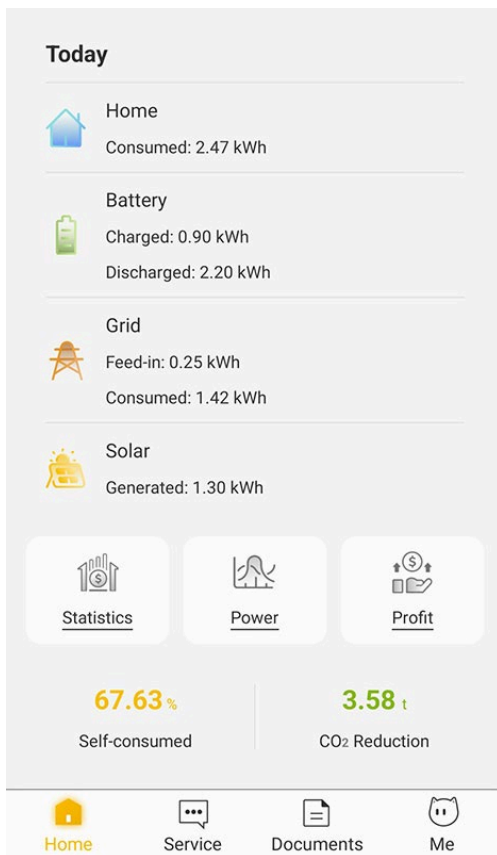 Today
Home
Consumed: 2.47 kWh
Battery
Charged: 0.90 kWh
Discharged: 2.20 kWh
Grid
Feed-in: 0.25 kWh
Consumed: 1.42 kWh
Solar
Generated: 1.30 kWh
Statistics Power Profit
67.63 % 3.58 t
Self-consumed CO₂ Reduction
Home Service Documents Me